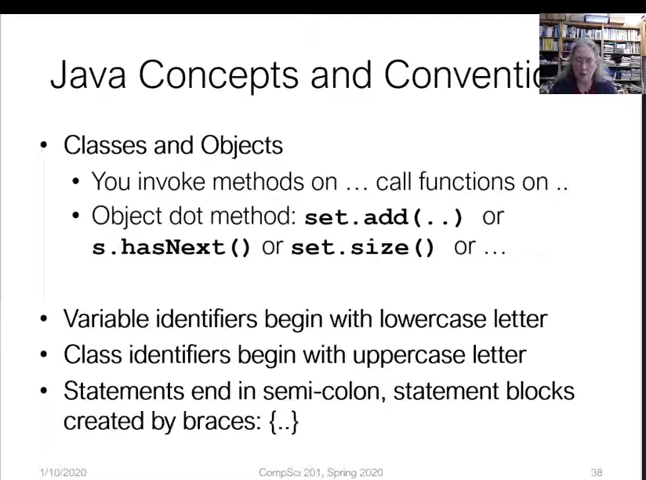 Java Concepts and Conventi
• Classes and Objects
• You invoke methods on … call functions on ..
• Object dot method: set.add(..) or
s.hasNext() or set.size() or …
• Variable identifiers begin with lowercase letter
• Class identifiers begin with uppercase letter
• Statements end in semi-colon, statement blocks
created by braces: {..}
1/10/2020
CompSci 201, Spring 2020
38